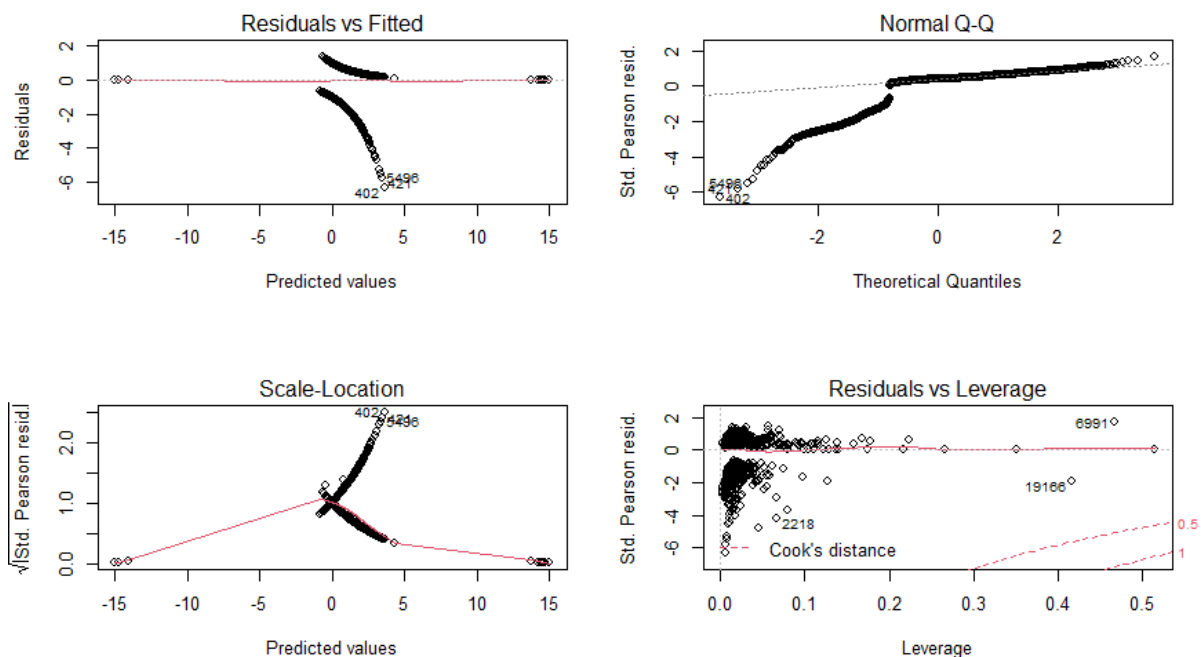 Residuals vs Fitted
Residuals
2
0
-2
-4
-6
5496
421
402
-15 -10 -5 0 5 10 15
Predicted values
Normal Q-Q
Std. Pearson resid.
2
0
-2
-4
-6
5496
421
402
-2 0 2
Theoretical Quantiles
Scale-Location
√|Std. Pearson resid.|
2.0
1.0
0.0
402
421
5496
-15 -10 -5 0 5 10 15
Predicted values
Residuals vs Leverage
Std. Pearson resid.
2
0
-2
-4
-6
6991
19166
2218
Cook's distance
0.5
1
0.0 0.1 0.2 0.3 0.4 0.5
Leverage